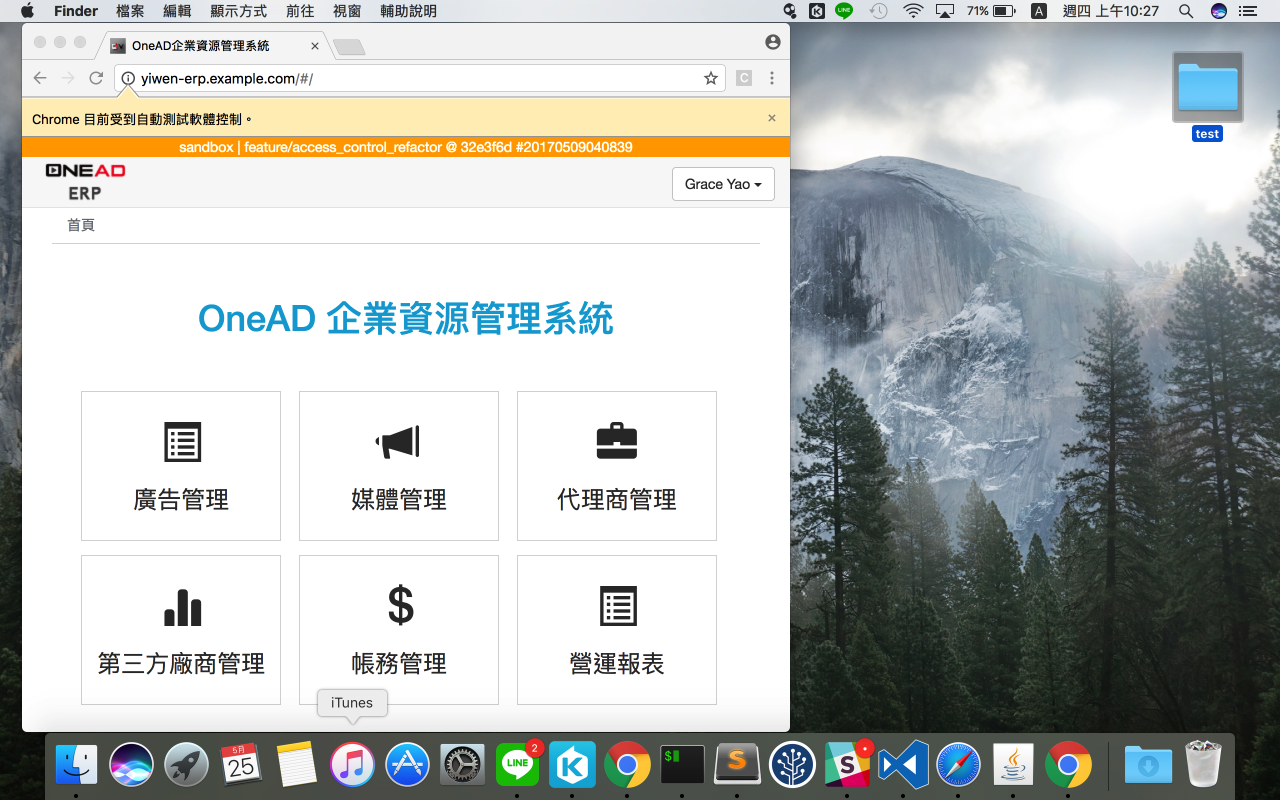 Finder 檔案 編輯 顯示方式 前往 視窗 輔助說明 LINE 71% A 週四 上午10:27
OneAD企業資源管理系統
yiwen-erp.example.com/#/
C
Chrome 目前受到自動測試軟體控制。
sandbox | feature/access_control_refactor @ 32e3f6d #20170509040839
ONEAD
ERP
Grace Yao
首頁
OneAD 企業資源管理系統
廣告管理 媒體管理 代理商管理
$
第三方廠商管理 帳務管理 營運報表
iTunes
test
5月
25
LINE
2
K
$
S
S